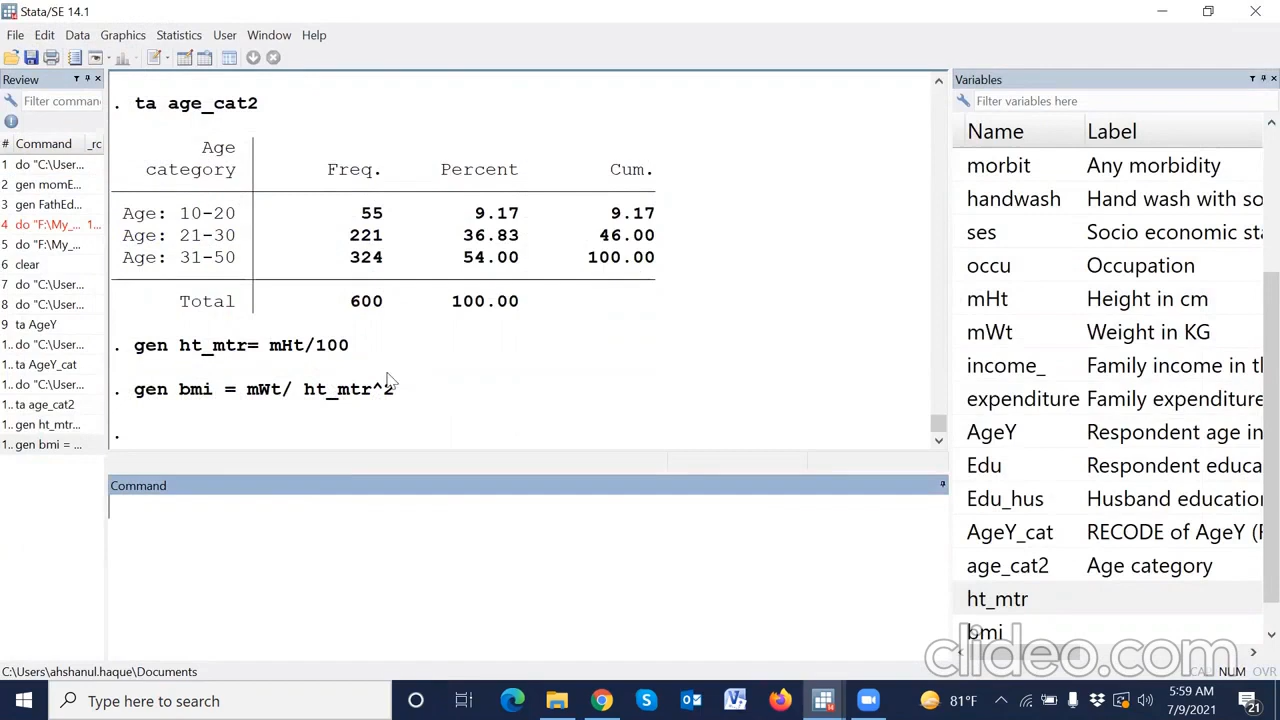 Stata/SE 14.1
File Edit Data Graphics Statistics User Window Help
Review
Filter comman
# Command _rc
1 do "C:\User...
2 gen momE...
3 gen FathEd...
4 do "F:\My_... 1...
5 do "F:\My_...
6 clear
7 do "C:\User...
8 do "C:\User...
9 ta AgeY
1.. do "C:\User...
1.. ta AgeY_cat
1.. do "C:\User...
1.. ta age_cat2
1.. gen ht_mtr...
1.. gen bmi = ...
. ta age_cat2
Age
category Freq. Percent Cum.
Age: 10-20 55 9.17 9.17
Age: 21-30 221 36.83 46.00
Age: 31-50 324 54.00 100.00
Total 600 100.00
. gen ht_mtr= mHt/100
. gen bmi = mWt/ ht_mtr^2
.
Command
Variables
Filter variables here
Name Label
morbit Any morbidity
handwash Hand wash with so
ses Socio economic sta
occu Occupation
mHt Height in cm
mWt Weight in KG
income_ Family income in th
expenditure Family expenditure
AgeY Respondent age in
Edu Respondent educa
Edu_hus Husband education
AgeY_cat RECODE of AgeY (R
age_cat2 Age category
ht_mtr
bmi
clideo.com
C:\Users\ahshanul.haque\Documents
CAP NUM OVR
Type here to search
81°F
5:59 AM
7/9/2021
21